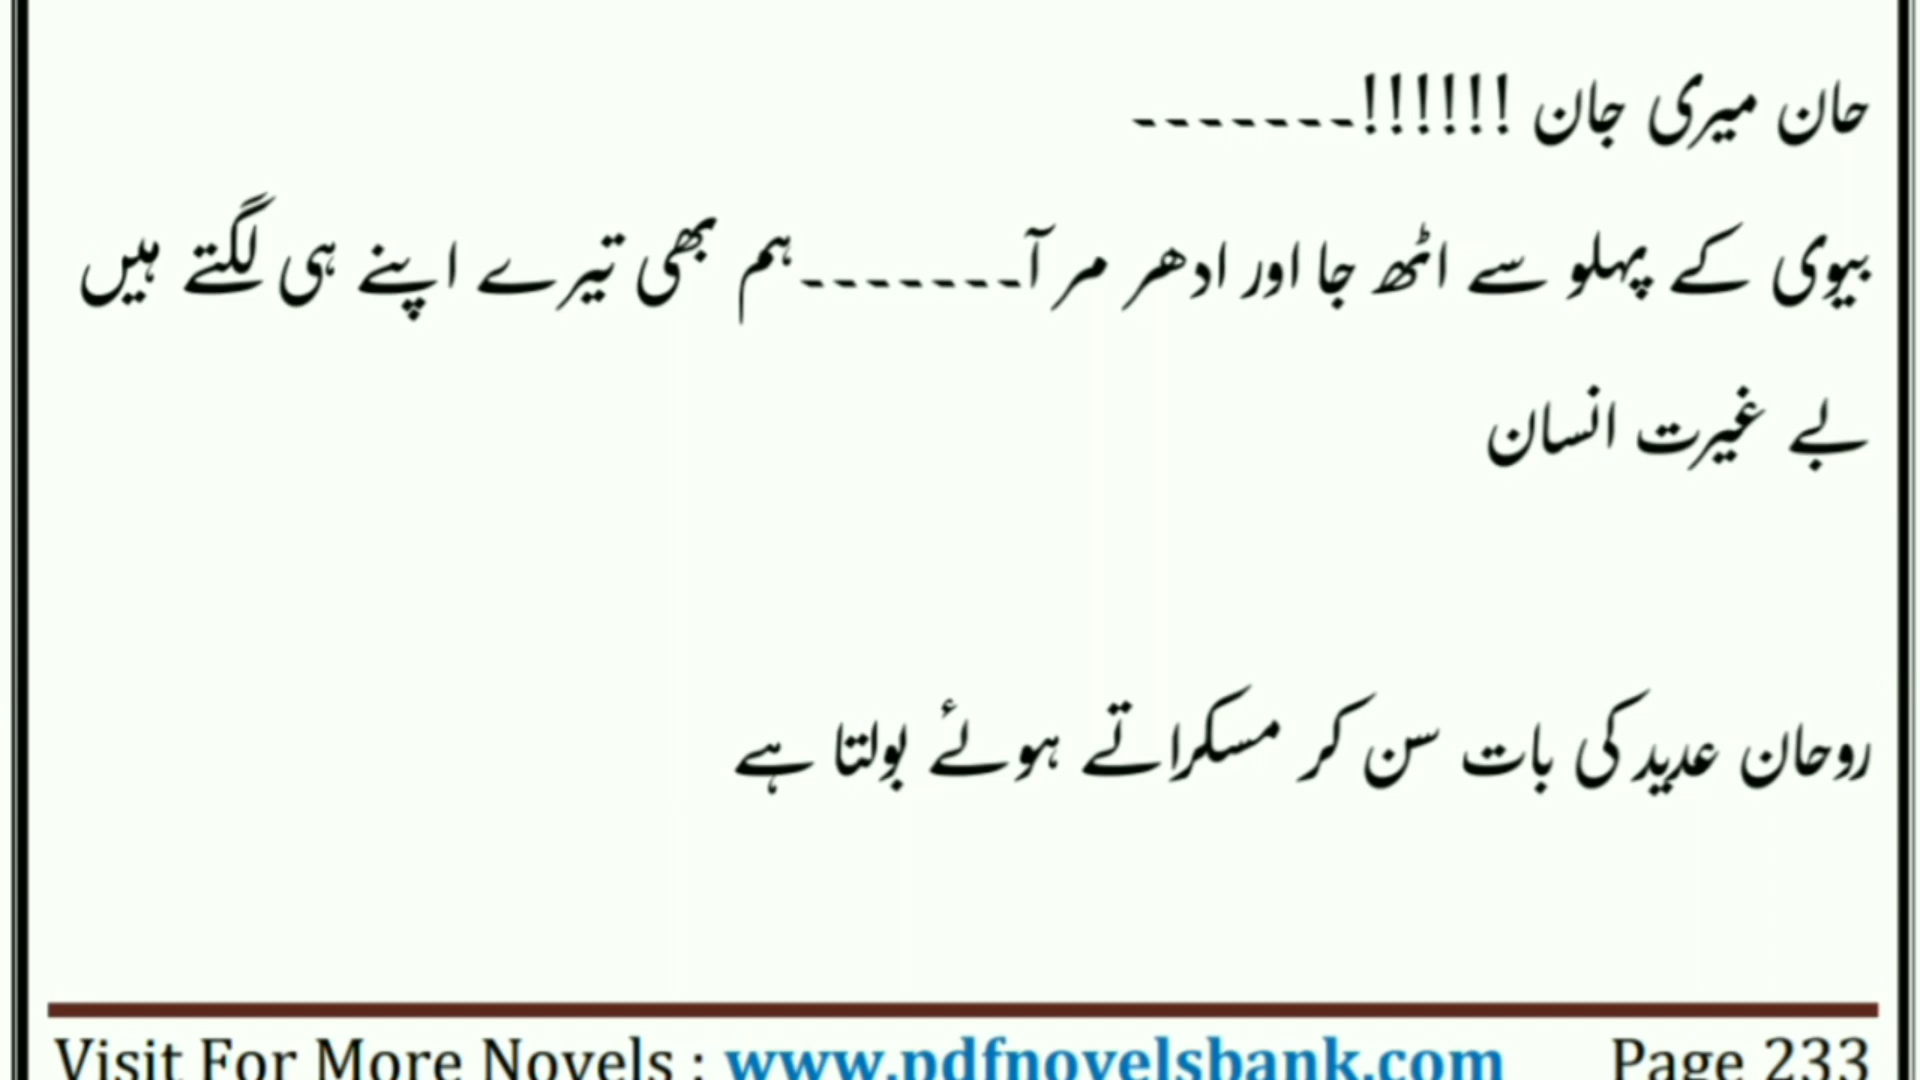 حان میری جان !!!!!!-------
بیوی کے پہلو سے اٹھ جا اور ادھر مر آ-------ہم بھی تیرے اپنے ہی لگتے ہیں
بے غیرت انسان
روحان عدید کی بات سن کر مسکراتے ہوئے بولتا ہے
Visit For More Novels : www.pdfnovelsbank.com Page 233